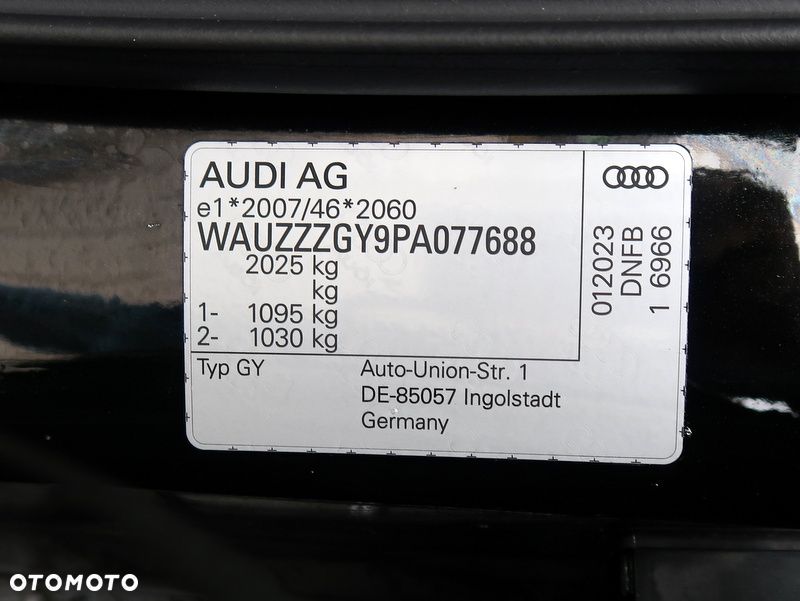 AUDI AG
e1*2007/46*2060
WAUZZZGY9PA077688
2025 kg
kg
1- 1095 kg
2- 1030 kg
Typ GY
Auto-Union-Str. 1
DE-85057 Ingolstadt
Germany
012023
DNFB
1 6966
OTOMOTO